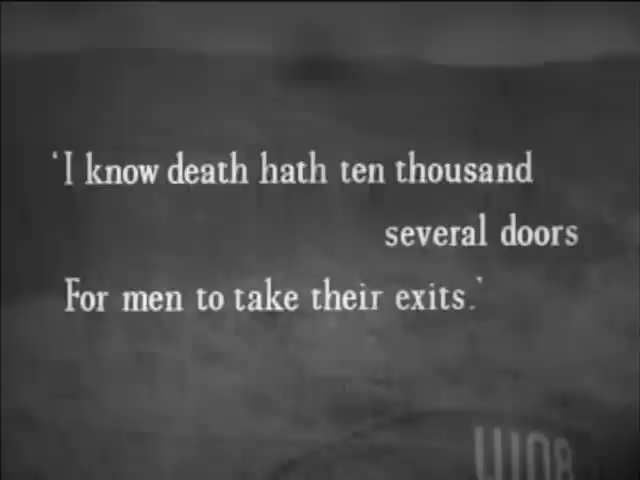 ‘I know death hath ten thousand
several doors
For men to take their exits.’